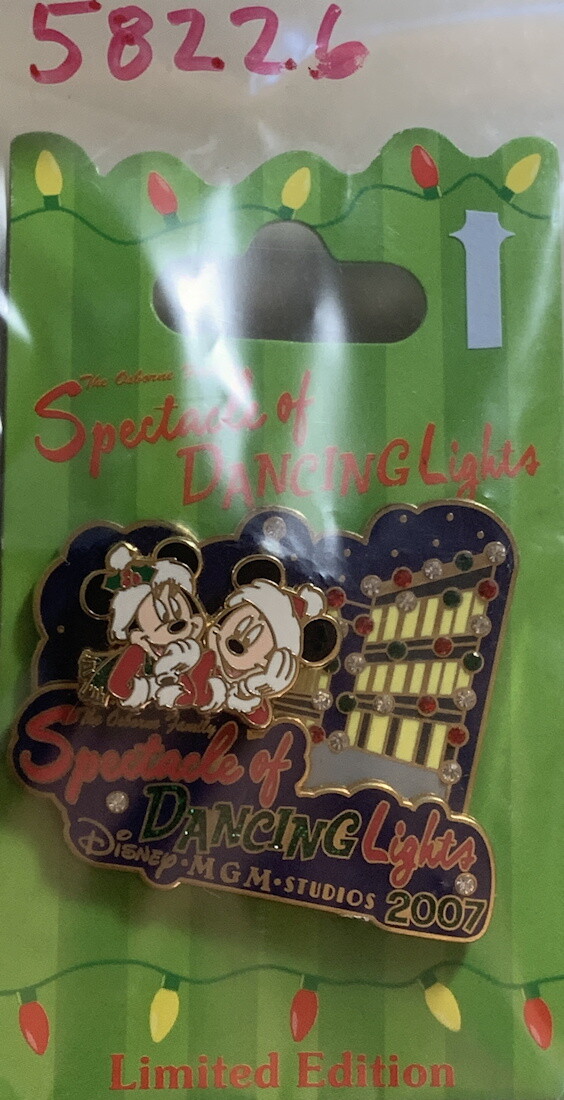 58226
The Osborne
Spectacle of
DANCING Lights
The Osborne Family
Spectacle of
DANCING Lights
Disney • MGM • STUDIOS 2007
Limited Edition